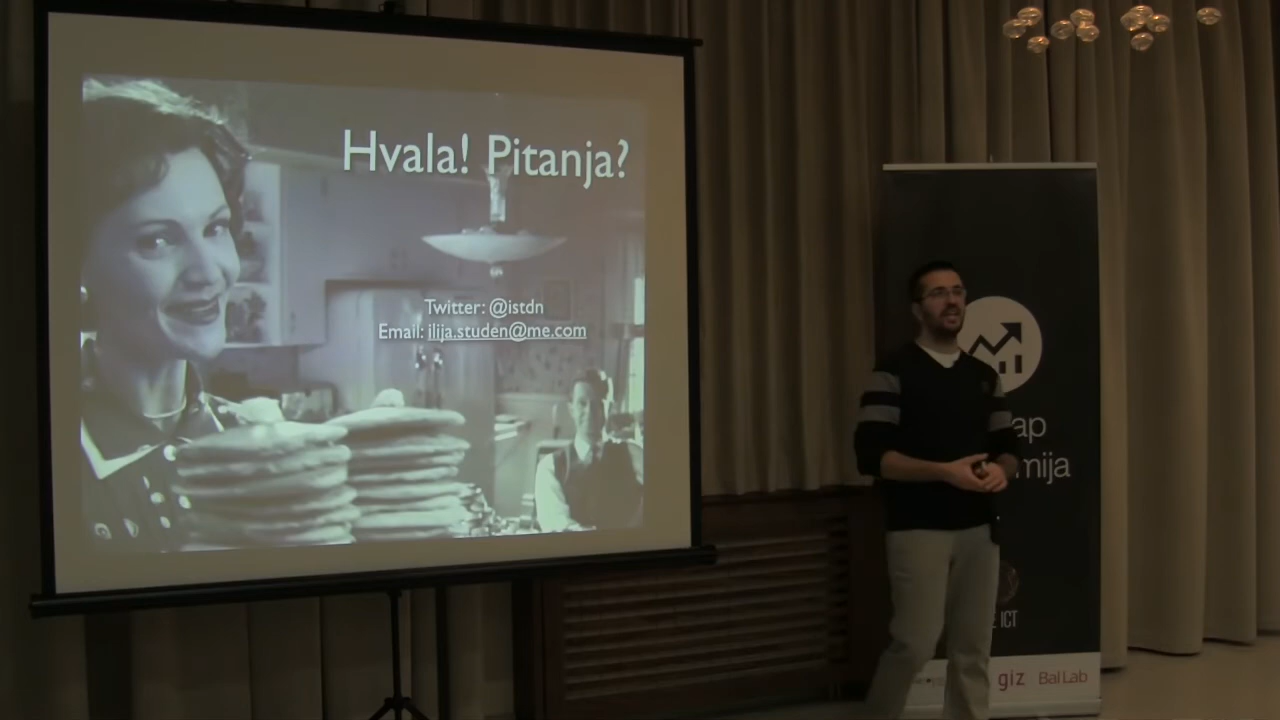 Hvala! Pitanja?
Twitter: @istdn
Email: ilija.studen@me.com
ap
mija
ICT
giz BalLab